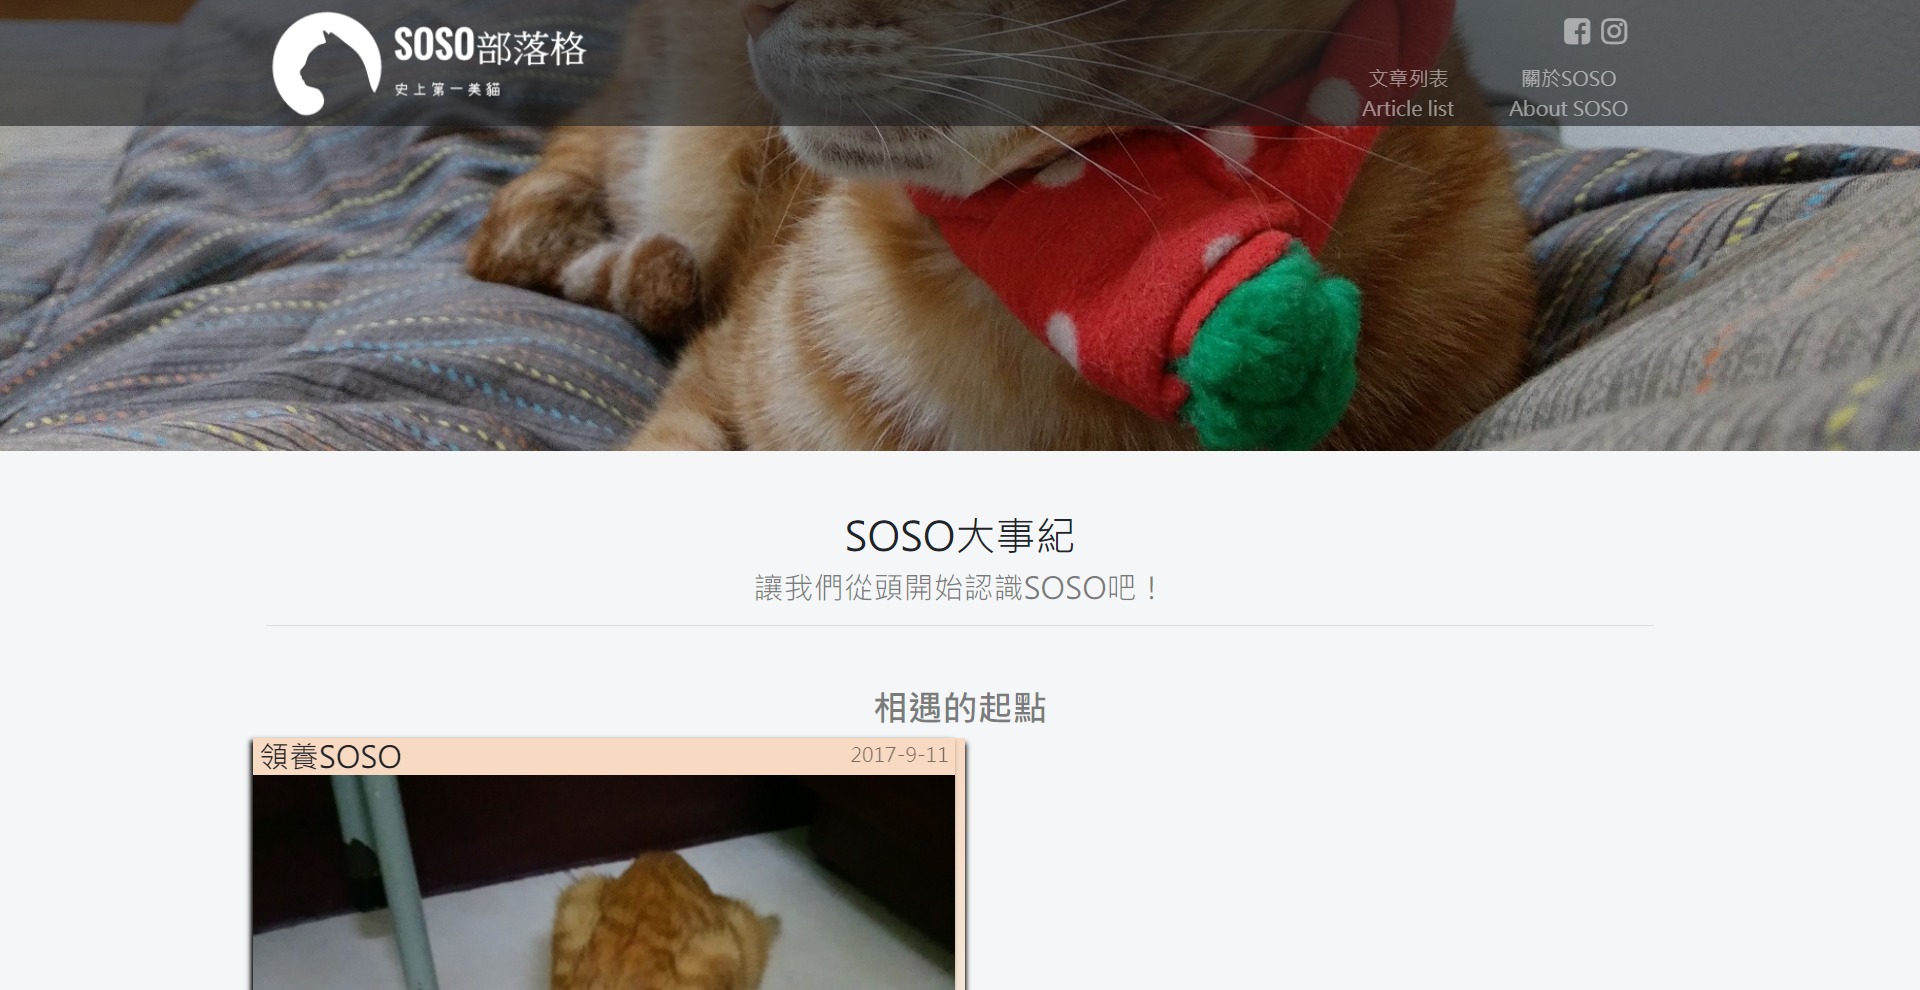 SOSO部落格
史上第一美貓
文章列表
Article list
關於SOSO
About SOSO
SOSO大事紀
讓我們從頭開始認識SOSO吧！
相遇的起點
領養SOSO
2017-9-11